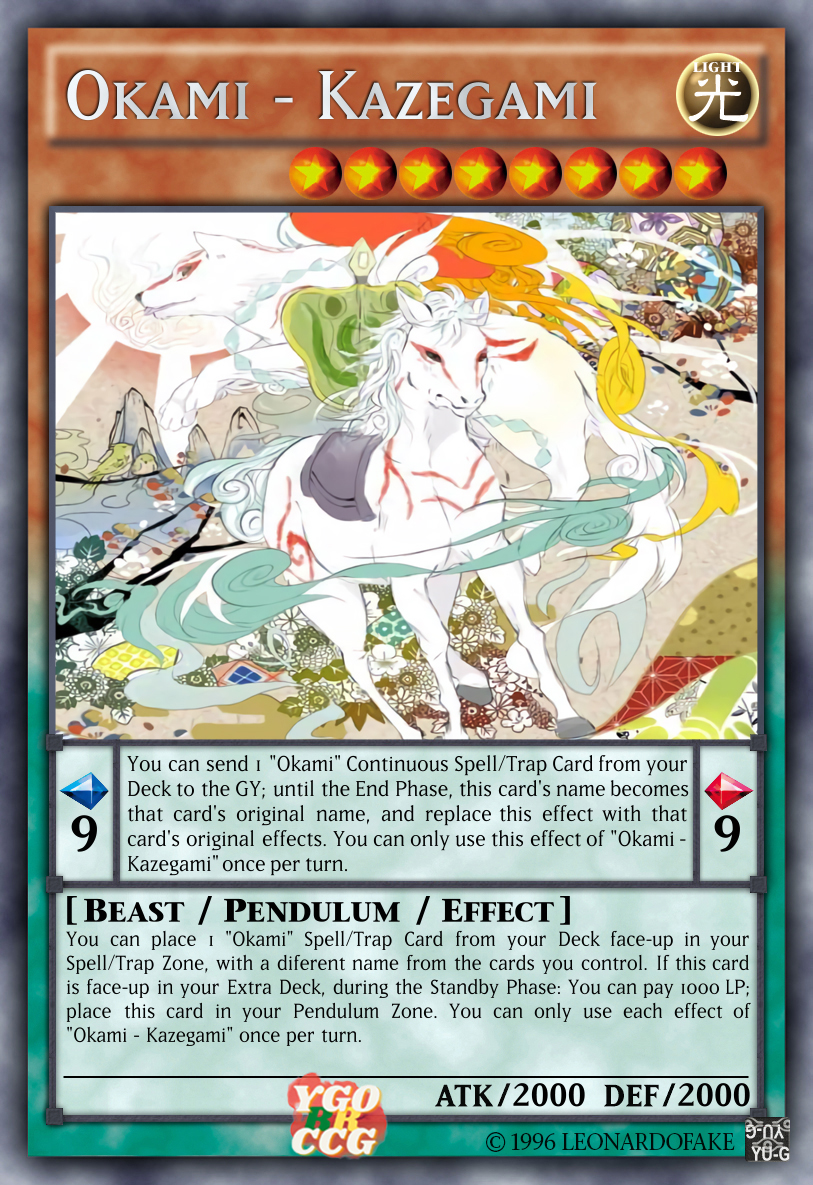 Okami - Kazegami
LIGHT
光
You can send 1 "Okami" Continuous Spell/Trap Card from your
Deck to the GY; until the End Phase, this card's name becomes
that card's original name, and replace this effect with that
card's original effects. You can only use this effect of "Okami -
Kazegami" once per turn.
9
9
[ Beast / Pendulum / Effect ]
You can place 1 "Okami" Spell/Trap Card from your Deck face-up in your
Spell/Trap Zone, with a diferent name from the cards you control. If this card
is face-up in your Extra Deck, during the Standby Phase: You can pay 1000 LP;
place this card in your Pendulum Zone. You can only use each effect of
"Okami - Kazegami" once per turn.
ATK/2000 DEF/2000
YGO
CCG
© 1996 LEONARDOFAKE
YU-G